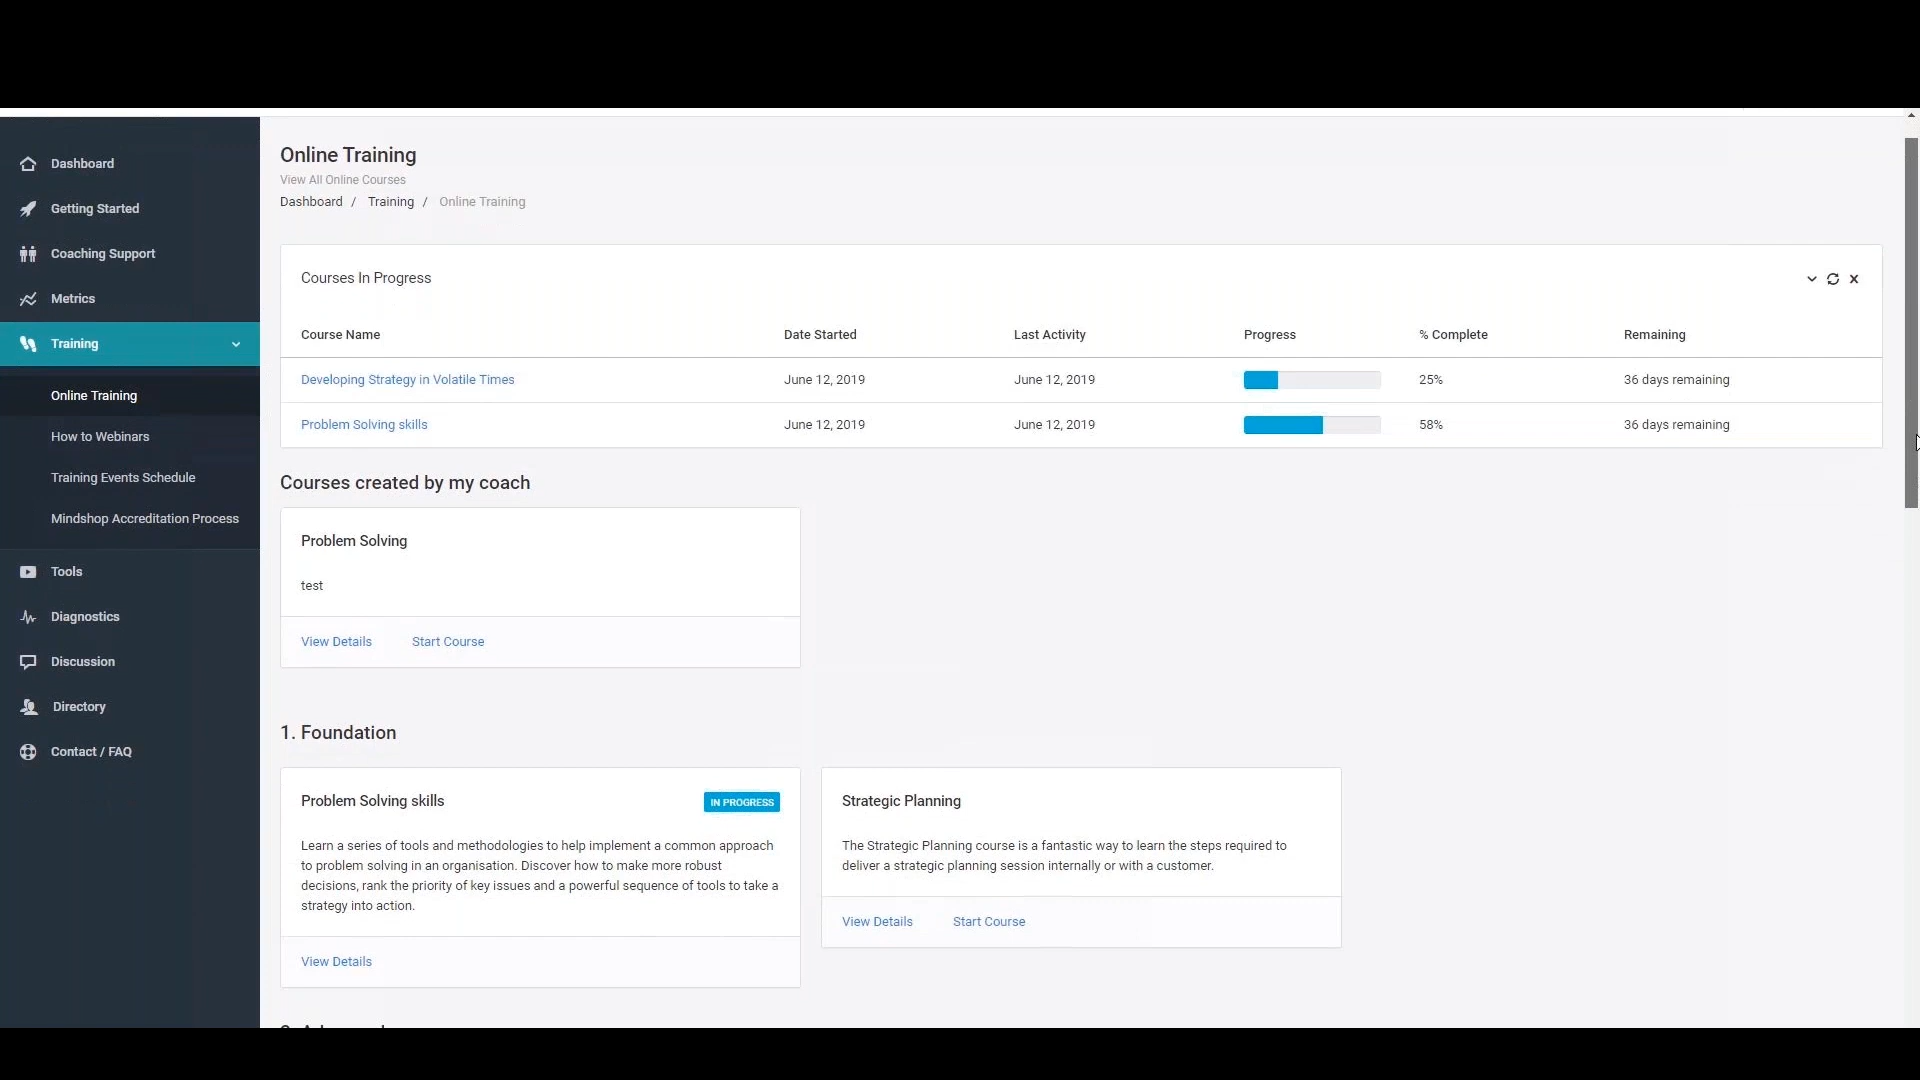 Dashboard
Getting Started
Coaching Support
Metrics
Training
Online Training
How to Webinars
Training Events Schedule
Mindshop Accreditation Process
Tools
Diagnostics
Discussion
Directory
Contact / FAQ
Online Training
View All Online Courses
Dashboard / Training / Online Training
Courses In Progress
Course Name Date Started Last Activity Progress % Complete Remaining
Developing Strategy in Volatile Times June 12, 2019 June 12, 2019 25% 36 days remaining
Problem Solving skills June 12, 2019 June 12, 2019 58% 36 days remaining
Courses created by my coach
Problem Solving
test
View Details Start Course
1. Foundation
Problem Solving skills IN PROGRESS
Learn a series of tools and methodologies to help implement a common approach
to problem solving in an organisation. Discover how to make more robust
decisions, rank the priority of key issues and a powerful sequence of tools to take a
strategy into action.
View Details
Strategic Planning
The Strategic Planning course is a fantastic way to learn the steps required to
deliver a strategic planning session internally or with a customer.
View Details Start Course